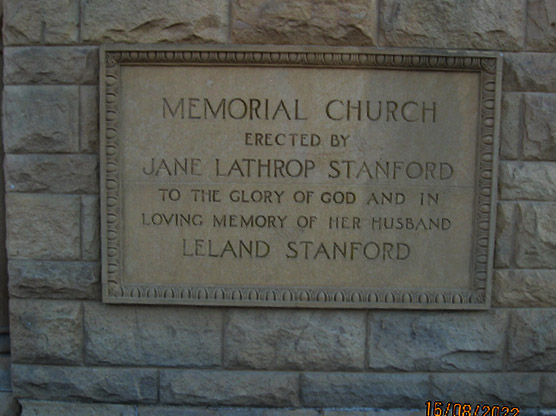 MEMORIAL CHURCH
ERECTED BY
JANE LATHROP STANFORD
TO THE GLORY OF GOD AND IN
LOVING MEMORY OF HER HUSBAND
LELAND STANFORD